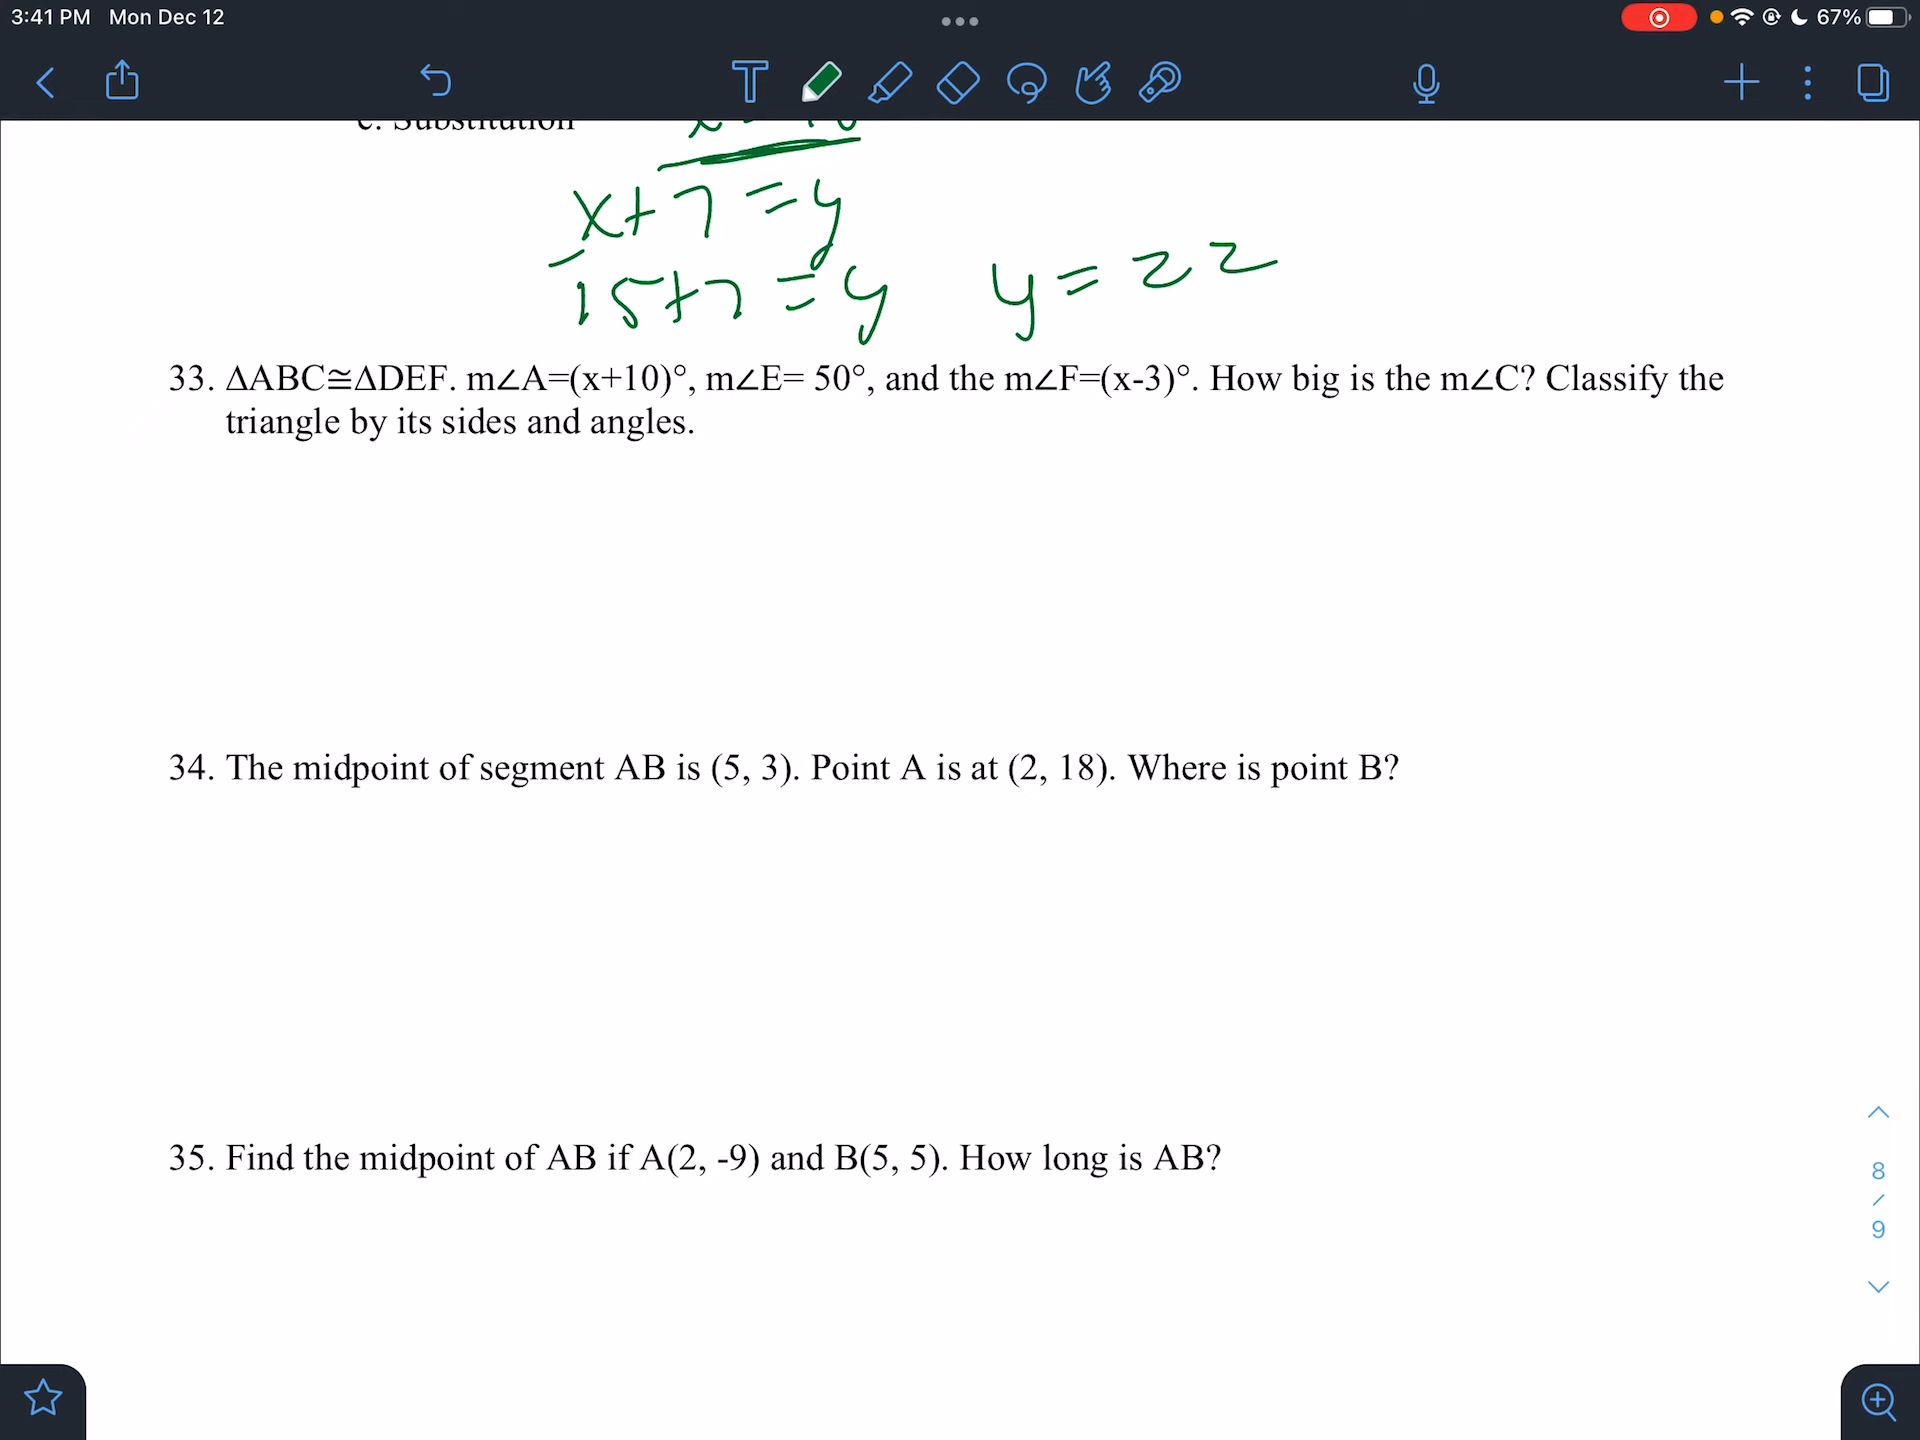 3:41 PM Mon Dec 12
67%
T
c. Substitution
x+7=y
15+7=y y=22
33. ΔABC≅ΔDEF. m∠A=(x+10)°, m∠E= 50°, and the m∠F=(x-3)°. How big is the m∠C? Classify the
triangle by its sides and angles.
34. The midpoint of segment AB is (5, 3). Point A is at (2, 18). Where is point B?
35. Find the midpoint of AB if A(2, -9) and B(5, 5). How long is AB?
8
/
9